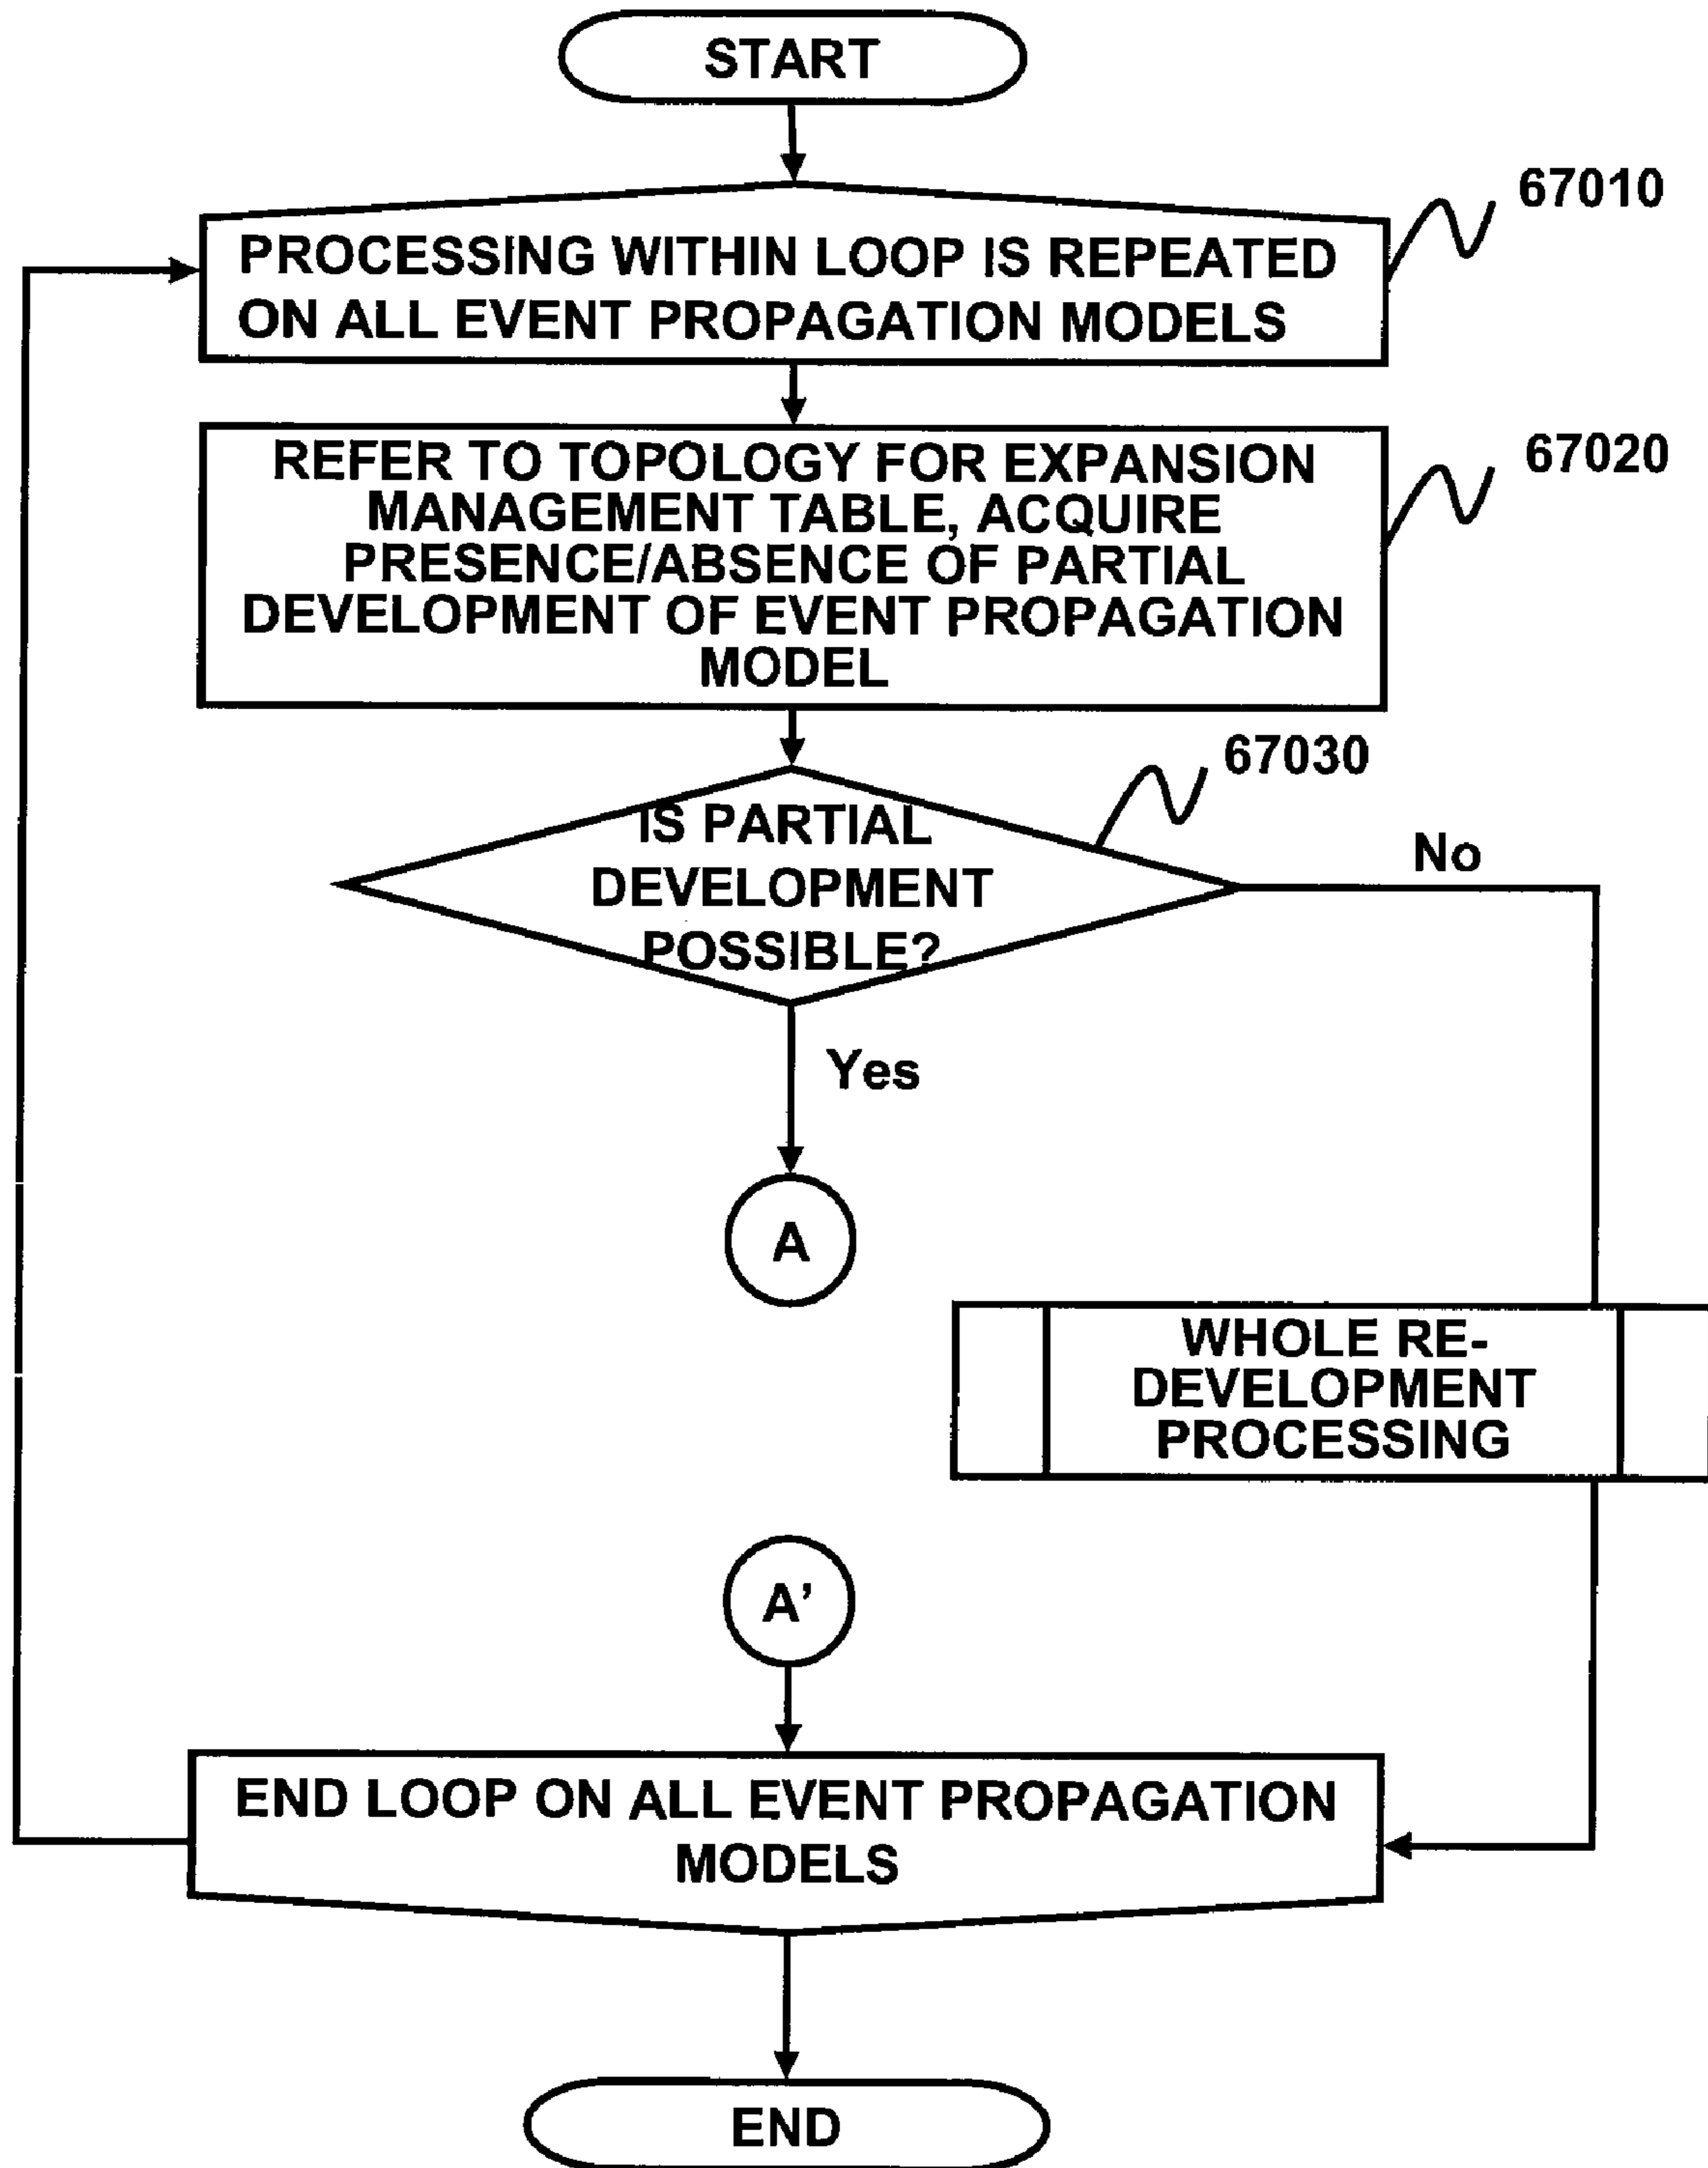 START
67010
PROCESSING WITHIN LOOP IS REPEATED
ON ALL EVENT PROPAGATION MODELS
67020
REFER TO TOPOLOGY FOR EXPANSION
MANAGEMENT TABLE, ACQUIRE
PRESENCE/ABSENCE OF PARTIAL
DEVELOPMENT OF EVENT PROPAGATION
MODEL
67030
IS PARTIAL
DEVELOPMENT
POSSIBLE?
No
Yes
A
WHOLE RE-
DEVELOPMENT
PROCESSING
A’
END LOOP ON ALL EVENT PROPAGATION
MODELS
END